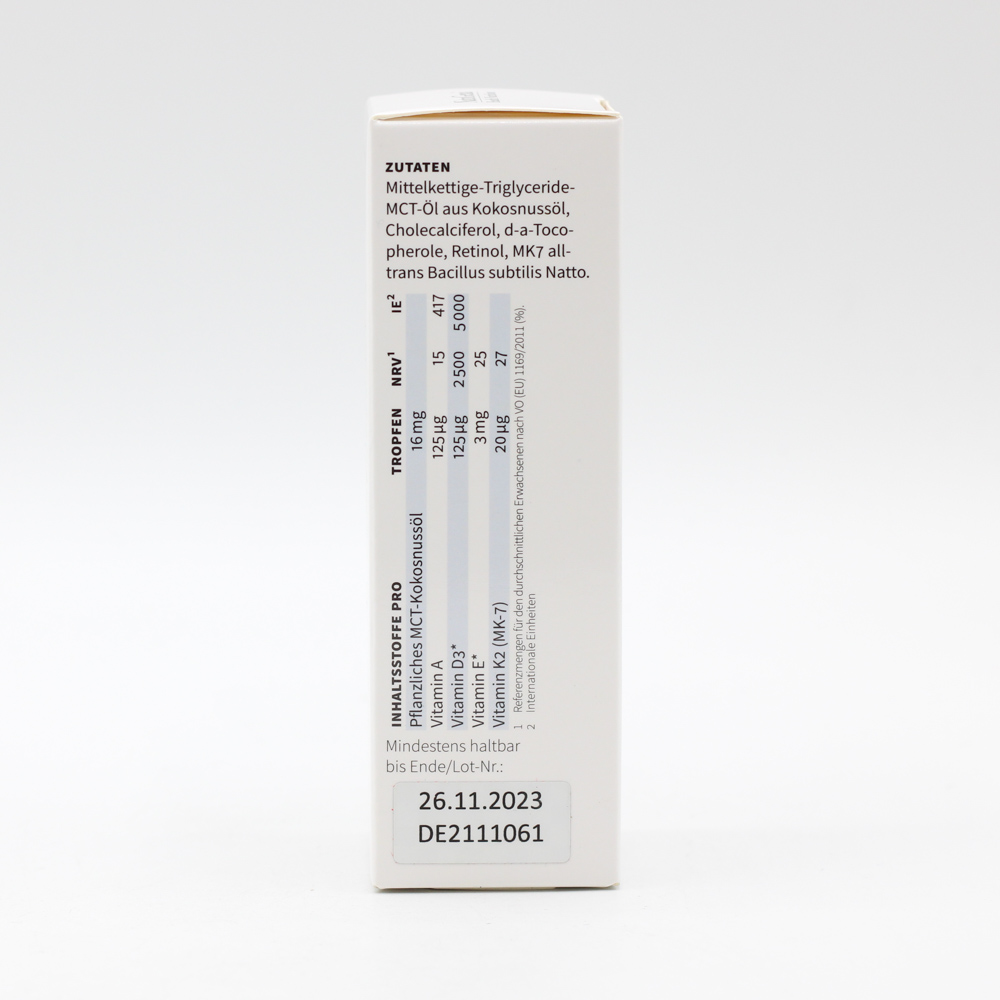 ZUTATEN
Mittelkettige-Triglyceride-
MCT-Öl aus Kokosnussöl,
Cholecalciferol, d-a-Toco-
pherole, Retinol, MK7 all-
trans Bacillus subtilis Natto.
INHALTSSTOFFE PRO TROPFEN NRV¹ IE²
Pflanzliches MCT-Kokosnussöl 16 mg
Vitamin A 125 µg 15 417
Vitamin D3* 125 µg 2500 5000
Vitamin E* 3 mg 25
Vitamin K2 (MK-7) 20 µg 27
1 Referenzmengen für den durchschnittlichen Erwachsenen nach VO (EU) 1169/2011 (%).
2 Internationale Einheiten
Mindestens haltbar
bis Ende/Lot-Nr.:
26.11.2023
DE2111061